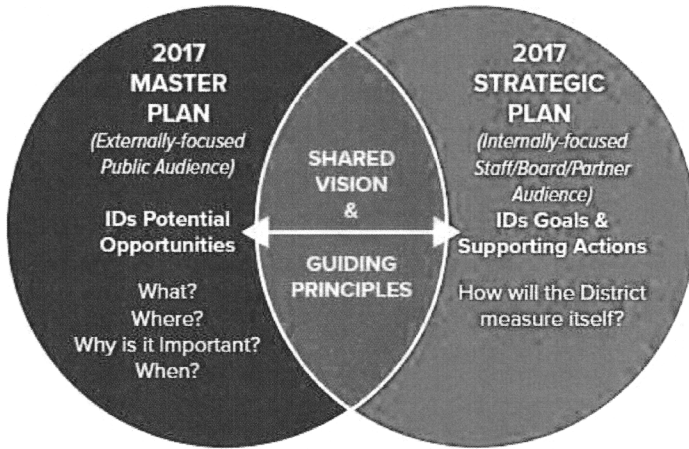 2017
MASTER
PLAN
(Externally-focused
Public Audience)
IDs Potential
Opportunities
What?
Where?
Why is it Important?
When?
SHARED
VISION
&
GUIDING
PRINCIPLES
2017
STRATEGIC
PLAN
(Internally-focused
Staff/Board/Partner
Audience)
IDs Goals &
Supporting Actions
How will the District
measure itself?